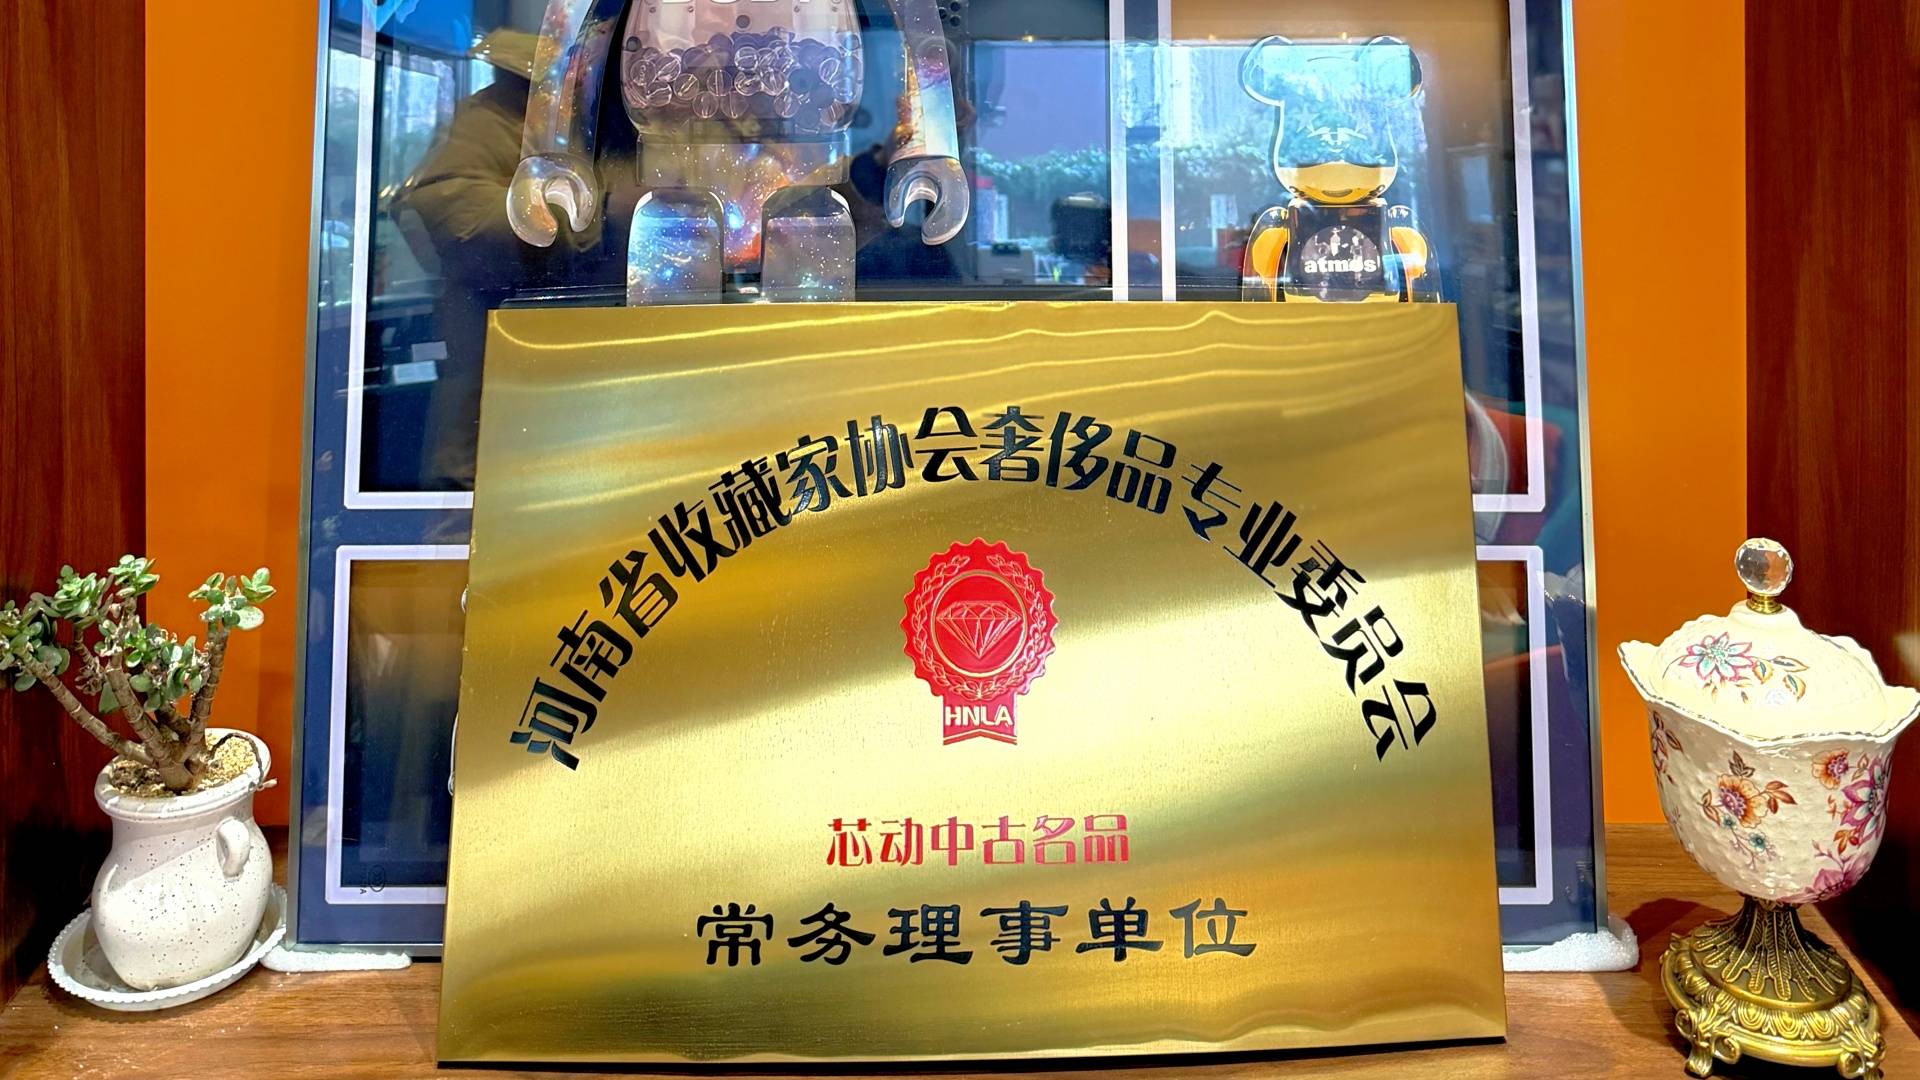 atmos
河南省收藏家协会奢侈品专业委员会
HNLA
芯动中古名品
常务理事单位